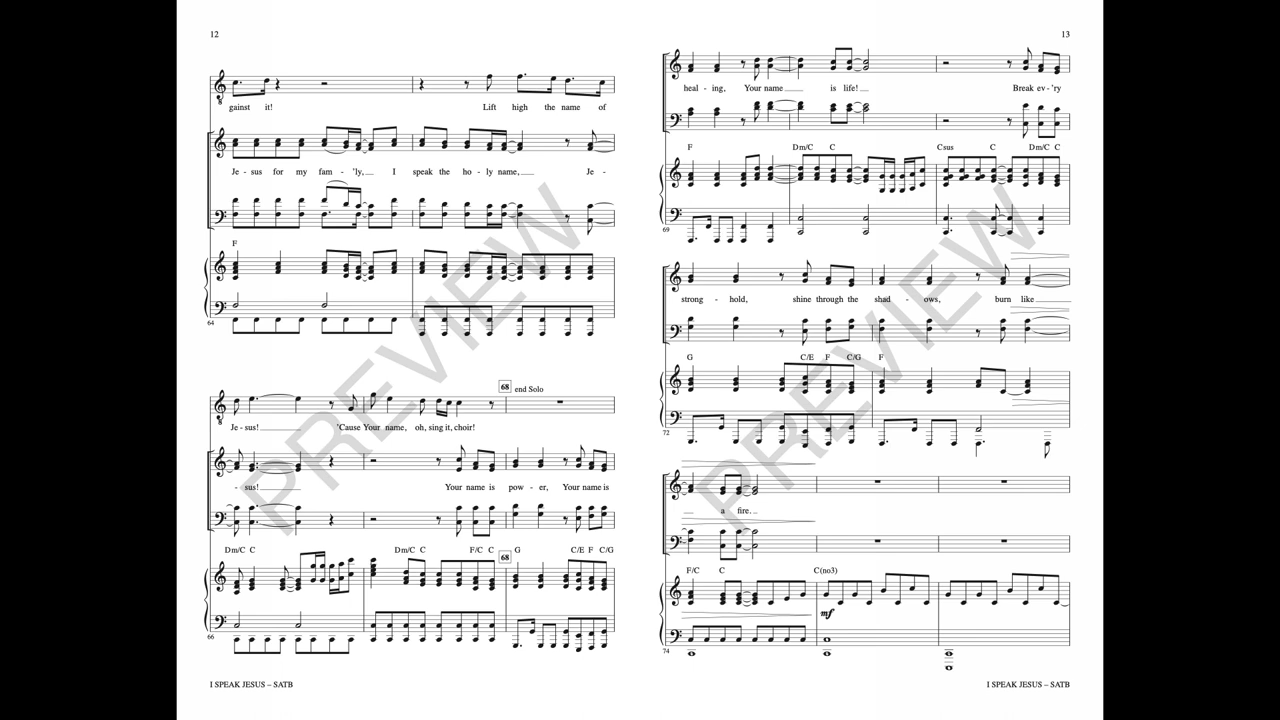 12
gainst it! Lift high the name of
Je - sus for my fam - 'ly, I speak the ho - ly name, Je -
F
64
68 end Solo
Je - sus! 'Cause Your name, oh, sing it, choir!
- sus! Your name is pow - er, Your name is
Dm/C C Dm/C C F/C C 68 G C/E F C/G
66
I SPEAK JESUS – SATB
13
heal - ing, Your name is life! Break ev - 'ry
F Dm/C C Csus C Dm/C C
69
strong - hold, shine through the shad - ows, burn like
G C/E F C/G F
72
a fire.
F/C C C(no3)
mf
74
I SPEAK JESUS – SATB
PREVIEW
PREVIEW